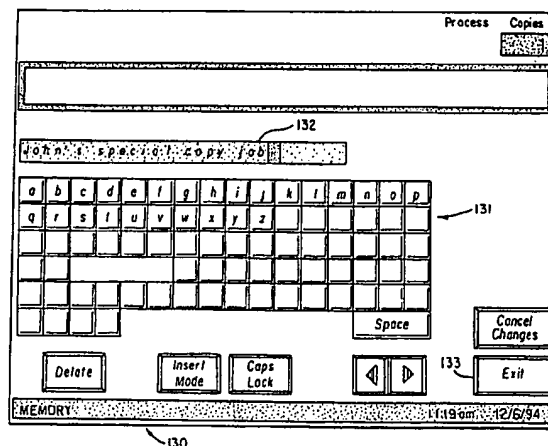 Process Copies
132
John's special copy job
a b c d e f g h i j k l m n o p
131
q r s t u v w x y z
Space
Cancel
Changes
Delete
Insert
Mode
Caps
Lock
133
Exit
MEMORY 11:19am 12/6/94
130